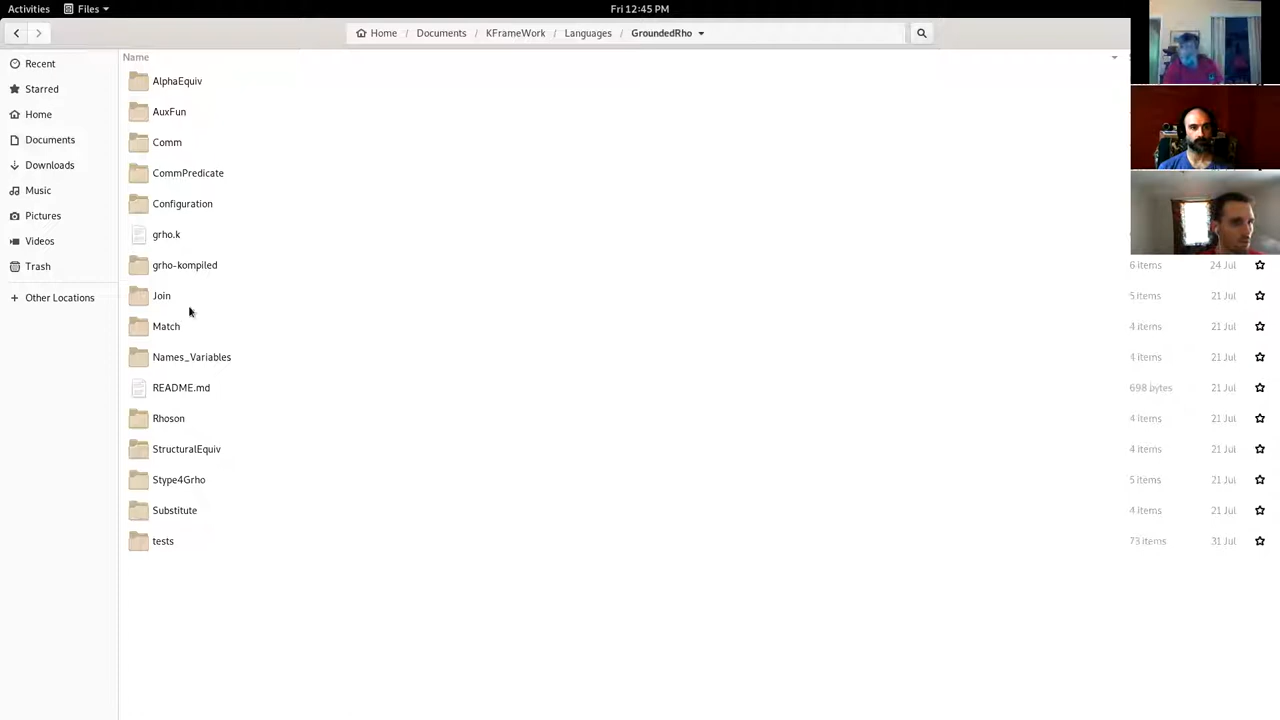 Activities Files Fri 12:45 PM
Home / Documents / KFrameWork / Languages / GroundedRho
Recent
Starred
Home
Documents
Downloads
Music
Pictures
Videos
Trash
+ Other Locations
Name
AlphaEquiv
AuxFun
Comm
CommPredicate
Configuration
grho.k
grho-kompiled 6 items 24 Jul
Join 5 items 21 Jul
Match 4 items 21 Jul
Names_Variables 4 items 21 Jul
README.md 698 bytes 21 Jul
Rhoson 4 items 21 Jul
StructuralEquiv 4 items 21 Jul
Stype4Grho 5 items 21 Jul
Substitute 4 items 21 Jul
tests 73 items 31 Jul